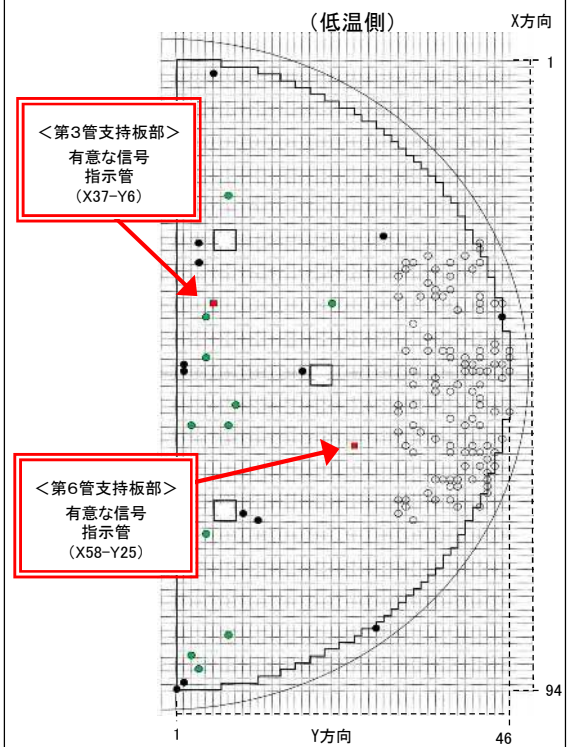 (低温側)
X方向
1
<第3管支持板部>
有意な信号
指示管
(X37-Y6)
<第6管支持板部>
有意な信号
指示管
(X58-Y25)
94
1
Y方向
46